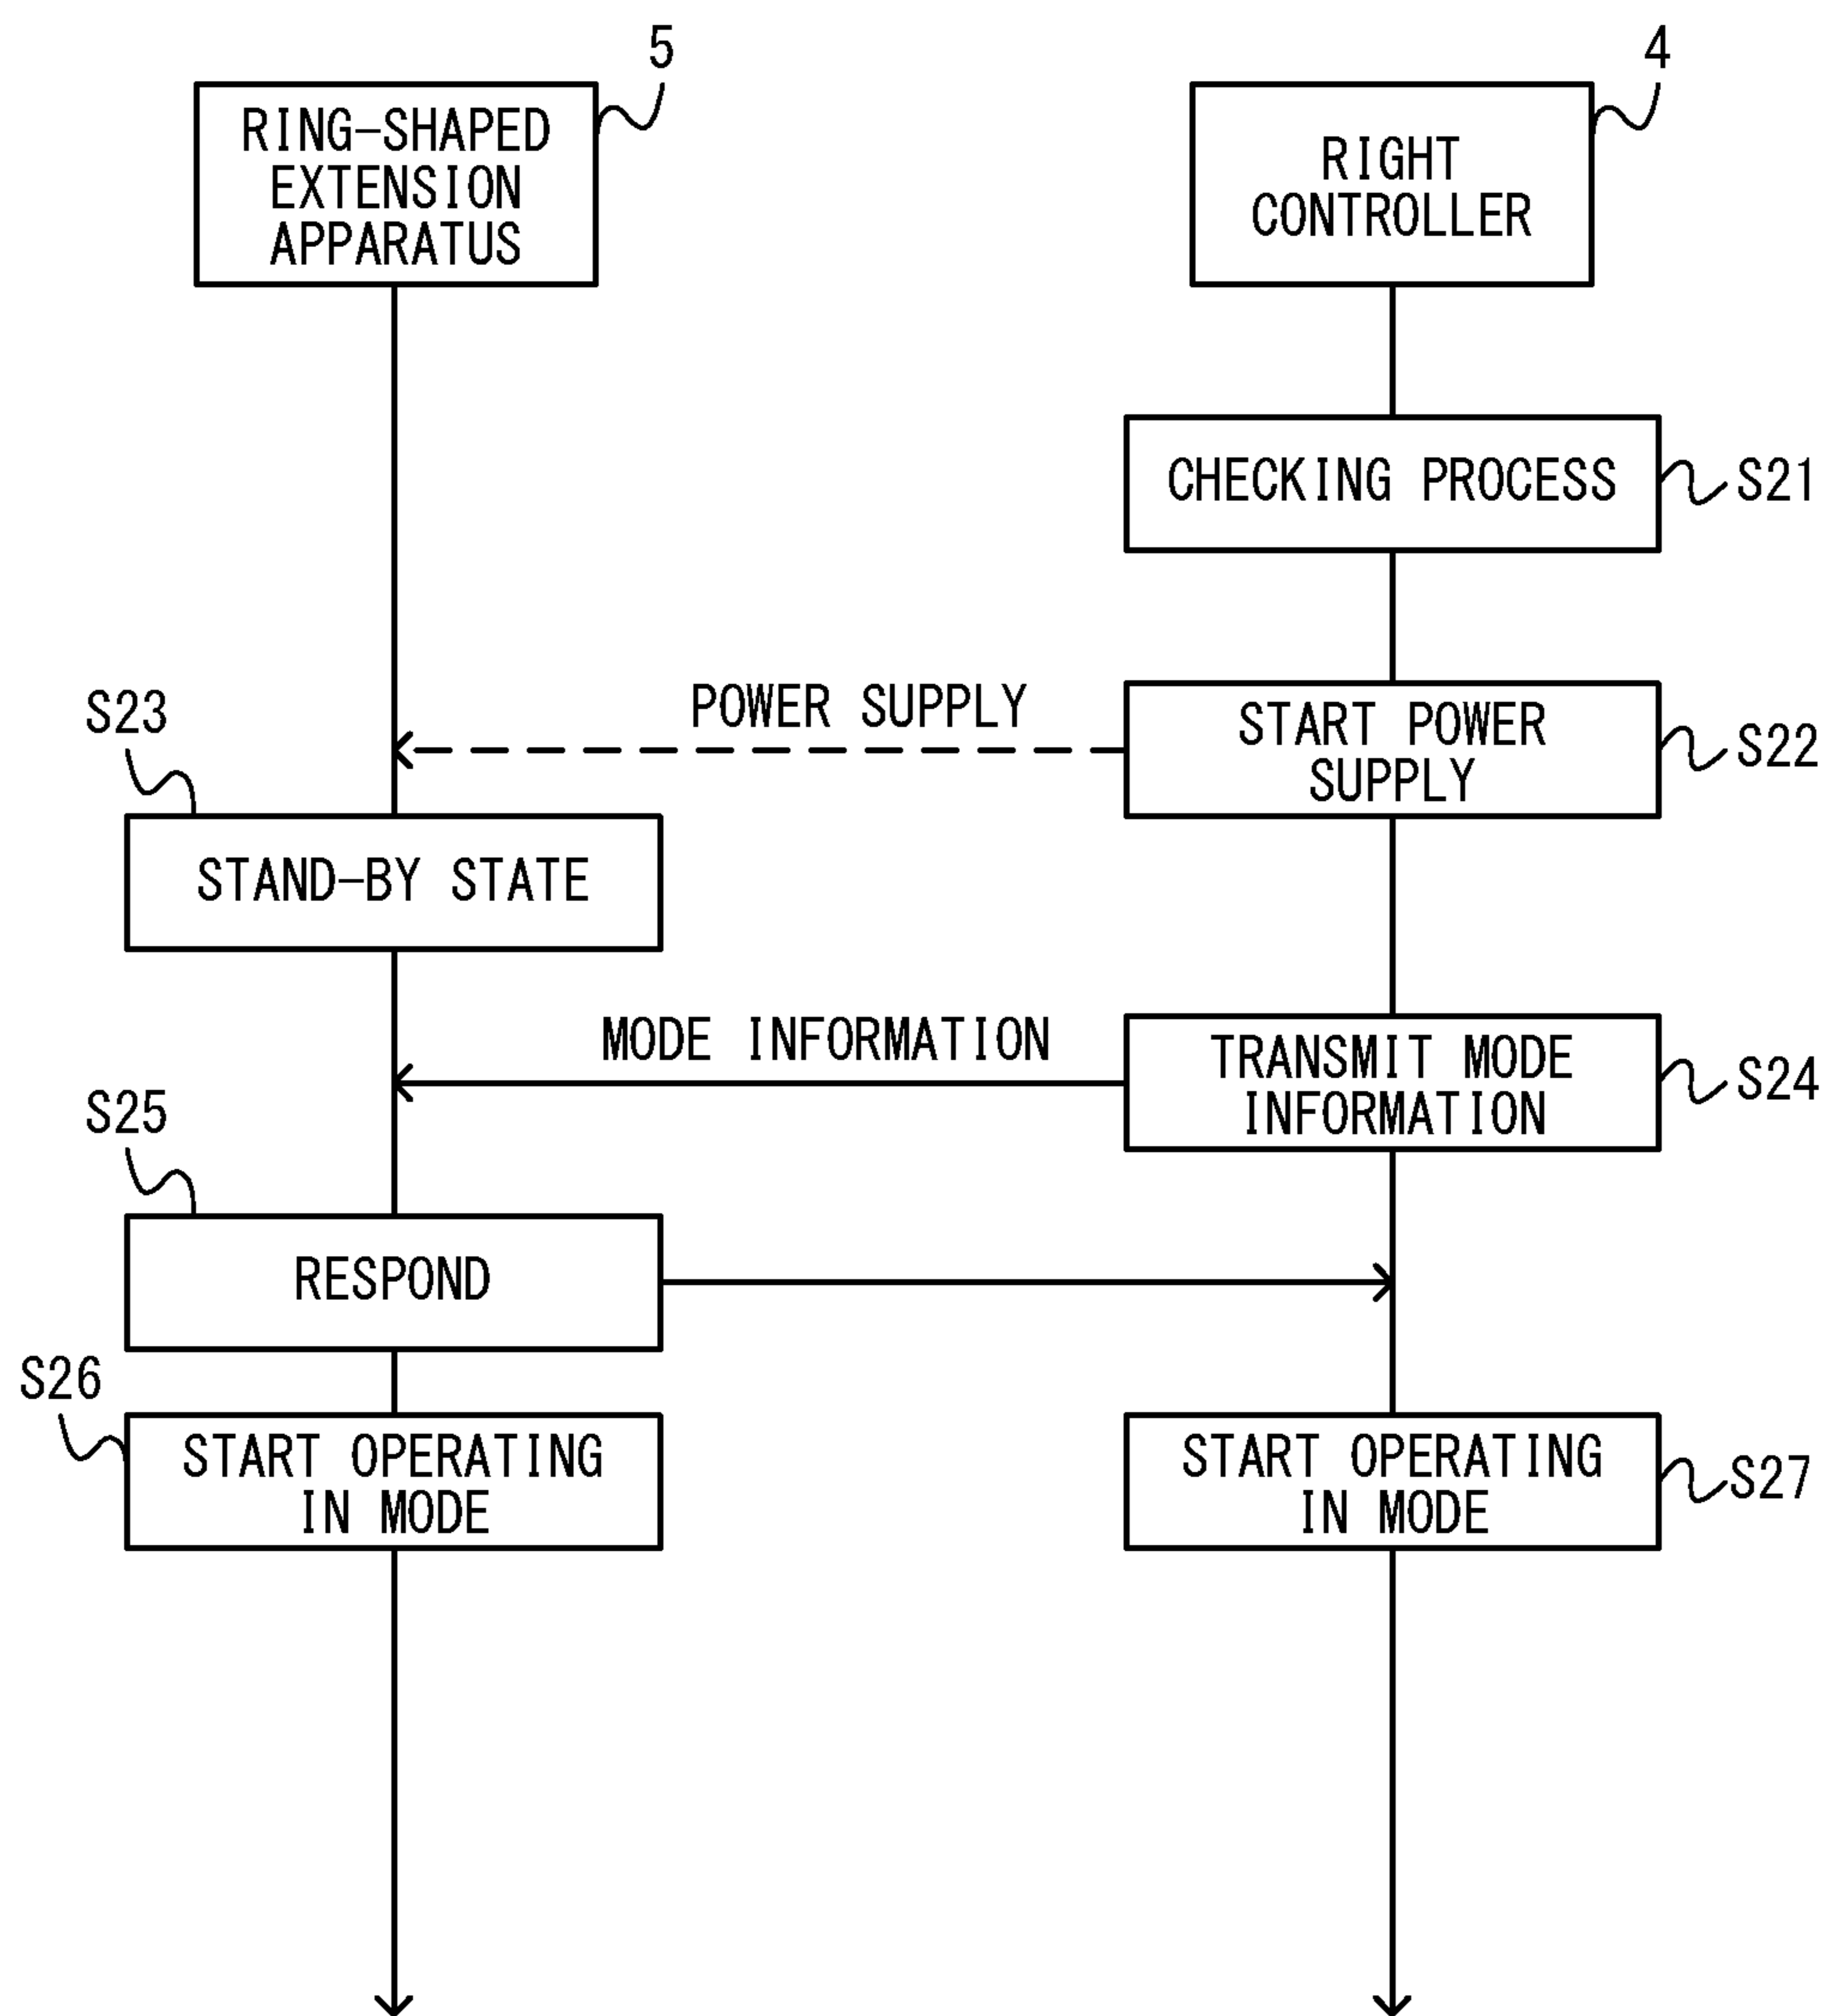 5
4
RING-SHAPED
EXTENSION
APPARATUS
RIGHT
CONTROLLER
CHECKING PROCESS
S21
S23
POWER SUPPLY
START POWER
SUPPLY
S22
STAND-BY STATE
MODE INFORMATION
TRANSMIT MODE
INFORMATION
S24
S25
RESPOND
S26
START OPERATING
IN MODE
START OPERATING
IN MODE
S27